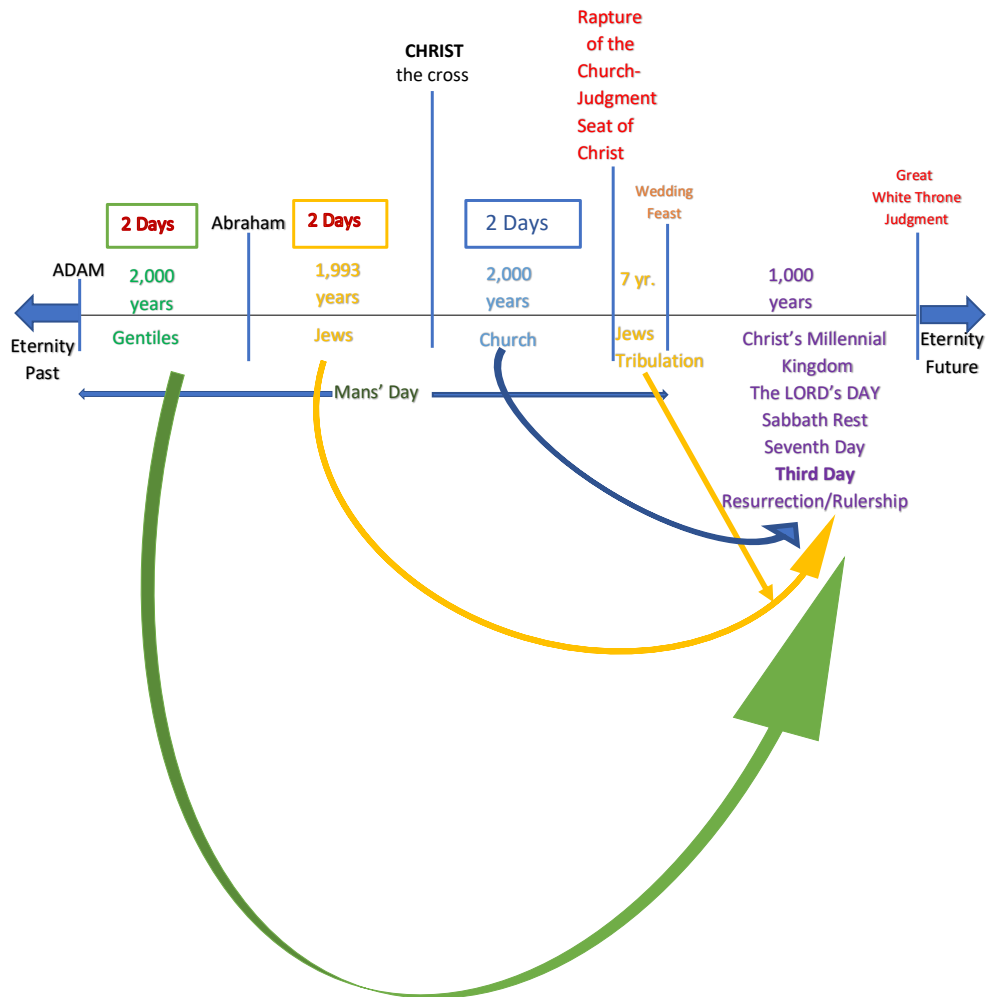 Rapture
of the
Church-
Judgment
Seat of
Christ
CHRIST
the cross
Wedding
Feast
Great
White Throne
Judgment
2 Days
Abraham
2 Days
2 Days
ADAM
2,000
years
1,993
years
2,000
years
7 yr.
1,000
years
Eternity
Past
Gentiles
Jews
Church
Jews
Tribulation
Christ’s Millennial
Kingdom
The LORD’s DAY
Sabbath Rest
Seventh Day
Third Day
Resurrection/Rulership
Eternity
Future
Mans’ Day